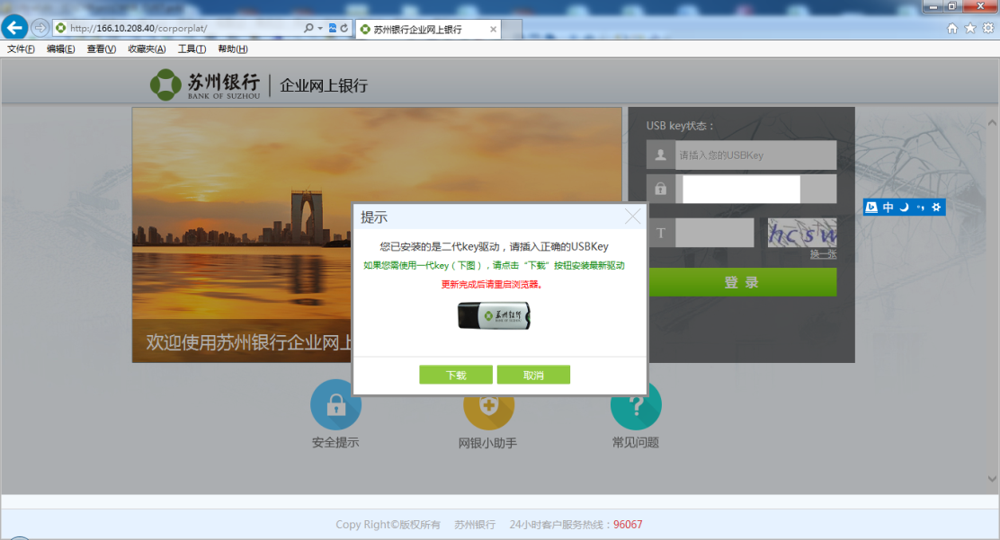 http://166.10.208.40/corporplat/
苏州银行企业网上银行
文件(F) 编辑(E) 查看(V) 收藏夹(A) 工具(T) 帮助(H)
苏州银行 企业网上银行
BANK OF SUZHOU
USB key状态：
请插入您的USBKey
中
T
hcsw
换一张
登 录
欢迎使用苏州银行企业网上
提示
您已安装的是二代key驱动，请插入正确的USBKey
如果您需使用一代key（下图），请点击“下载”按钮安装最新驱动
更新完成后请重启浏览器。
苏州银行
BANK OF SUZHOU
下载 取消
安全提示 网银小助手 常见问题
Copy Right©版权所有 苏州银行 24小时客户服务热线：96067